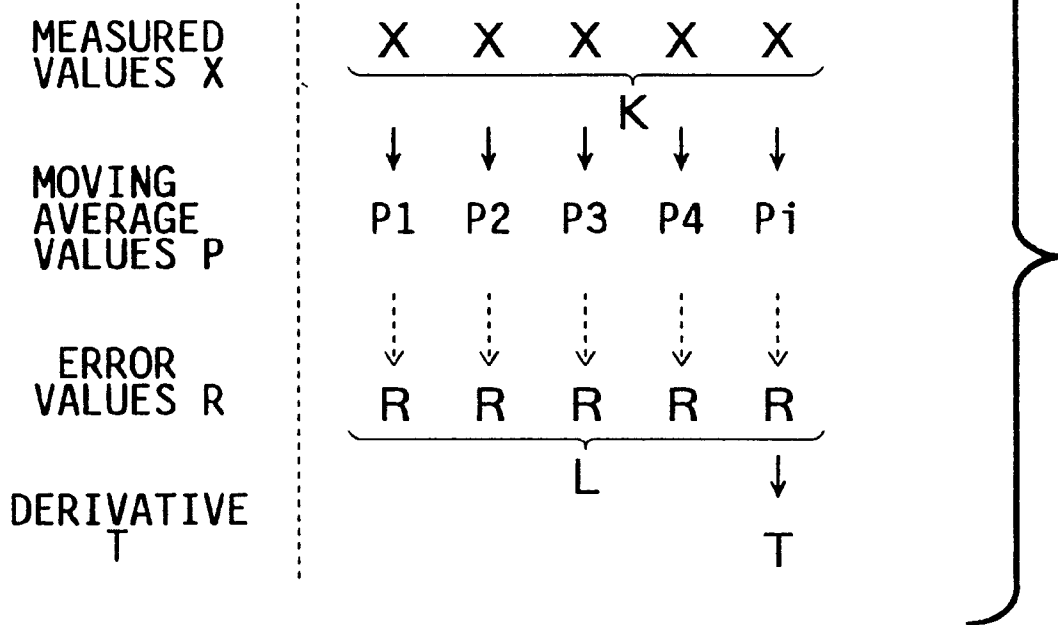 MEASURED
VALUES X
X X X X X
K
MOVING
AVERAGE
VALUES P
P1 P2 P3 P4 Pi
ERROR
VALUES R
R R R R R
L
DERIVATIVE
T
T